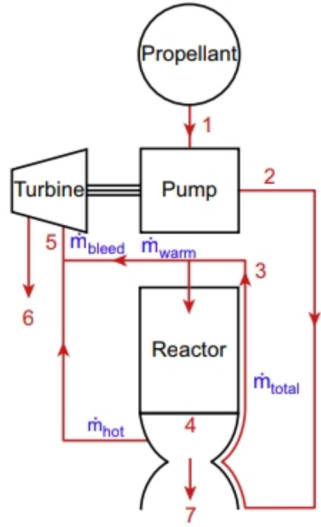 Propellant
1
Turbine
Pump
2
5
ṁbleed
ṁwarm
3
6
Reactor
ṁtotal
ṁhot
4
7